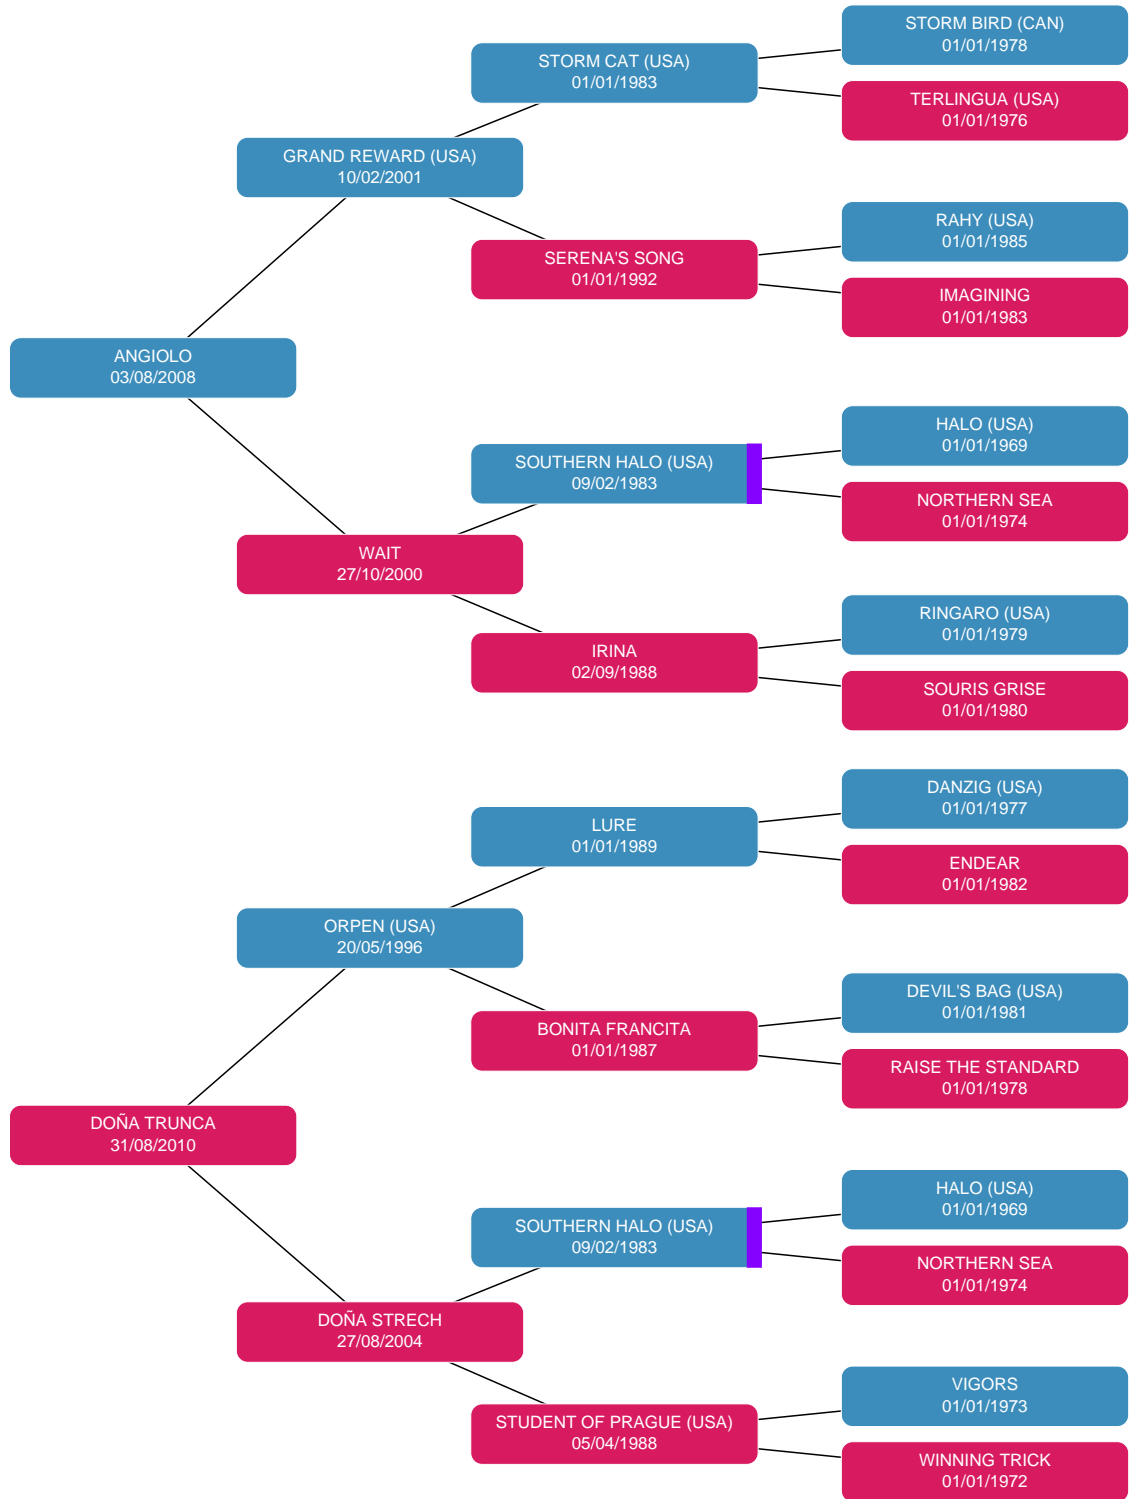 STORM BIRD (CAN)
01/01/1978
STORM CAT (USA)
01/01/1983
TERLINGUA (USA)
01/01/1976
GRAND REWARD (USA)
10/02/2001
RAHY (USA)
01/01/1985
SERENA'S SONG
01/01/1992
IMAGINING
01/01/1983
ANGIOLO
03/08/2008
HALO (USA)
01/01/1969
SOUTHERN HALO (USA)
09/02/1983
NORTHERN SEA
01/01/1974
WAIT
27/10/2000
RINGARO (USA)
01/01/1979
IRINA
02/09/1988
SOURIS GRISE
01/01/1980
DANZIG (USA)
01/01/1977
LURE
01/01/1989
ENDEAR
01/01/1982
ORPEN (USA)
20/05/1996
DEVIL'S BAG (USA)
01/01/1981
BONITA FRANCITA
01/01/1987
RAISE THE STANDARD
01/01/1978
DOÑA TRUNCA
31/08/2010
HALO (USA)
01/01/1969
SOUTHERN HALO (USA)
09/02/1983
NORTHERN SEA
01/01/1974
DOÑA STRECH
27/08/2004
VIGORS
01/01/1973
STUDENT OF PRAGUE (USA)
05/04/1988
WINNING TRICK
01/01/1972